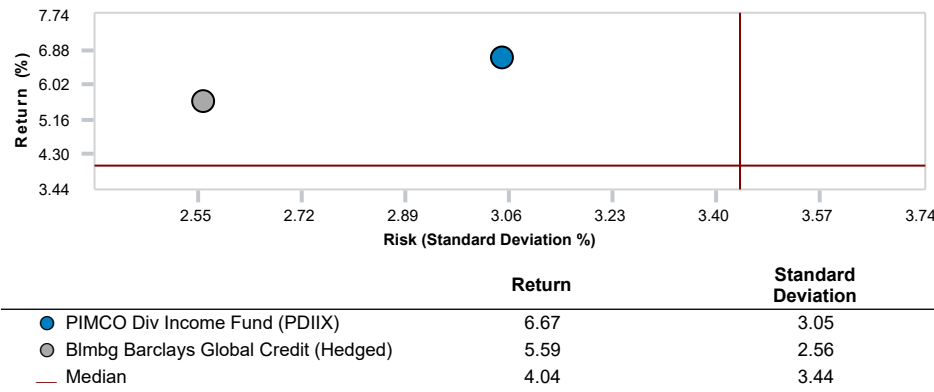 7.74
6.88
6.02
5.16
4.30
3.44
Return (%)
2.55 2.72 2.89 3.06 3.23 3.40 3.57 3.74
Risk (Standard Deviation %)
Return Standard Deviation
PIMCO Div Income Fund (PDIIX) 6.67 3.05
Blmbg Barclays Global Credit (Hedged) 5.59 2.56
Median 4.04 3.44